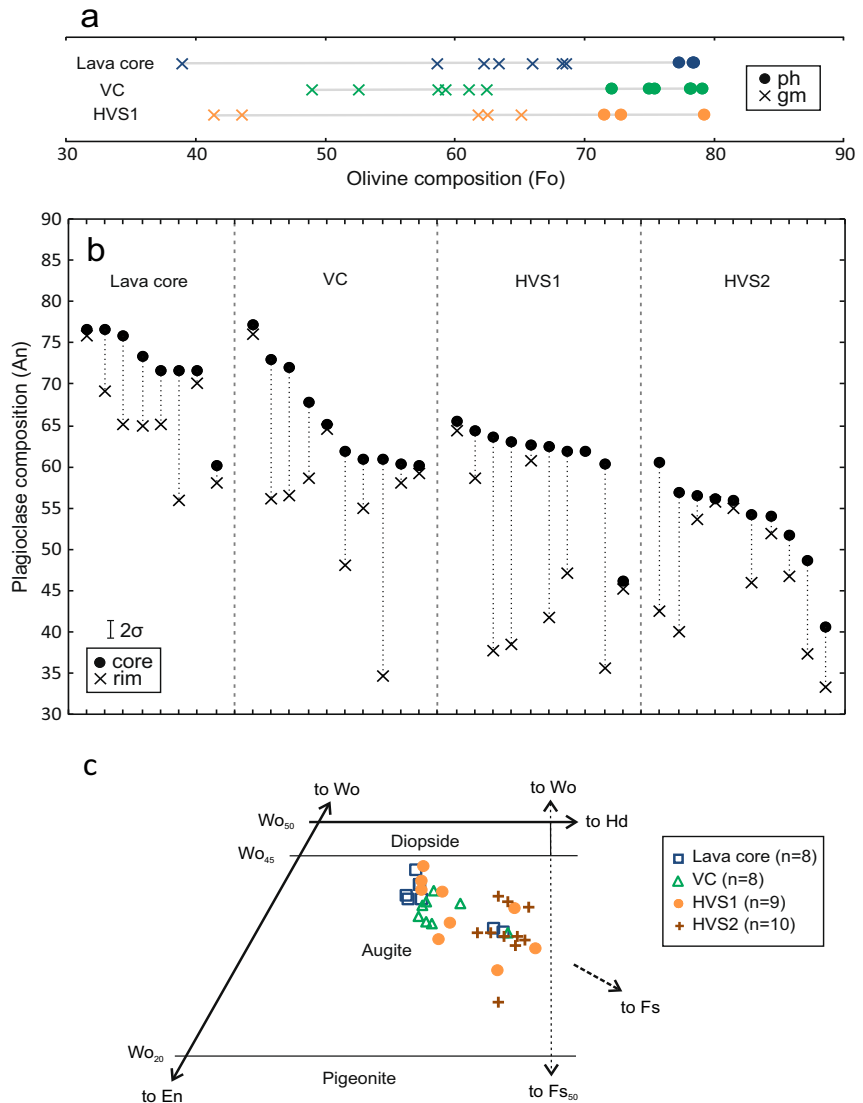 a
Lava core
VC
HVS1
ph
gm
30 40 50 60 70 80 90
Olivine composition (Fo)
b
90
85
80
75
70
65
60
55
50
45
40
35
30
Plagioclase composition (An)
Lava core VC HVS1 HVS2
2σ
core
rim
c
to Wo to Wo
Wo50 to Hd
Diopside
Wo45
Augite
to Fs
Wo20
Pigeonite
to En to Fs50
Lava core (n=8)
VC (n=8)
HVS1 (n=9)
HVS2 (n=10)